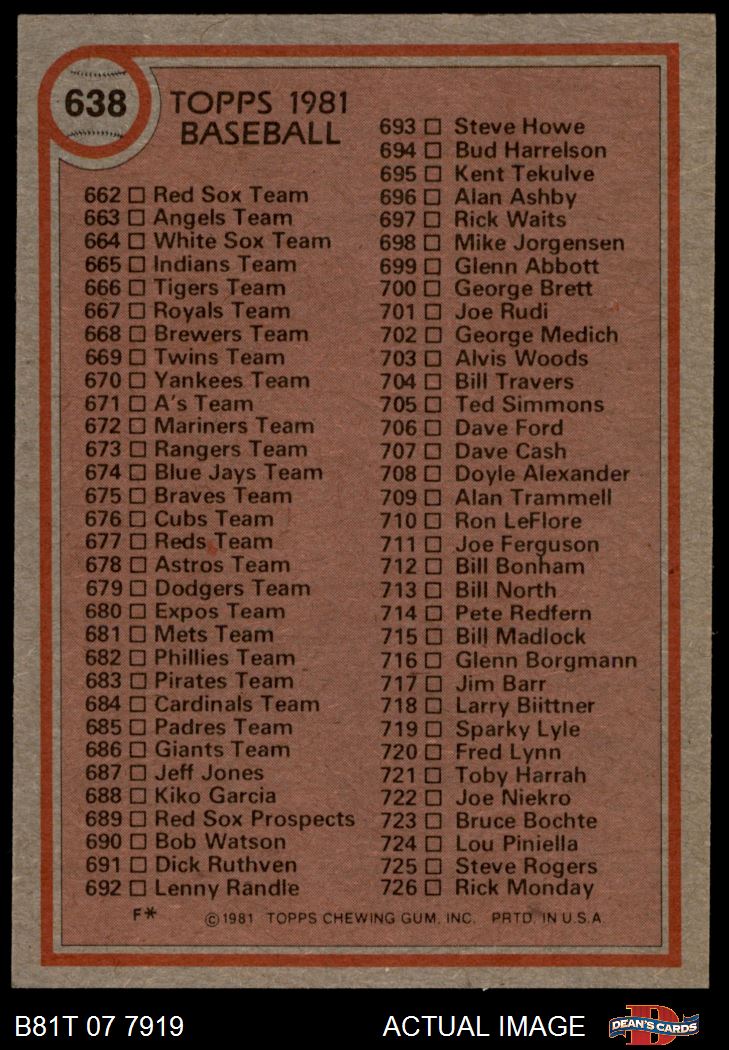 638
TOPPS 1981
BASEBALL
662 Red Sox Team
663 Angels Team
664 White Sox Team
665 Indians Team
666 Tigers Team
667 Royals Team
668 Brewers Team
669 Twins Team
670 Yankees Team
671 A's Team
672 Mariners Team
673 Rangers Team
674 Blue Jays Team
675 Braves Team
676 Cubs Team
677 Reds Team
678 Astros Team
679 Dodgers Team
680 Expos Team
681 Mets Team
682 Phillies Team
683 Pirates Team
684 Cardinals Team
685 Padres Team
686 Giants Team
687 Jeff Jones
688 Kiko Garcia
689 Red Sox Prospects
690 Bob Watson
691 Dick Ruthven
692 Lenny Randle
693 Steve Howe
694 Bud Harrelson
695 Kent Tekulve
696 Alan Ashby
697 Rick Waits
698 Mike Jorgensen
699 Glenn Abbott
700 George Brett
701 Joe Rudi
702 George Medich
703 Alvis Woods
704 Bill Travers
705 Ted Simmons
706 Dave Ford
707 Dave Cash
708 Doyle Alexander
709 Alan Trammell
710 Ron LeFlore
711 Joe Ferguson
712 Bill Bonham
713 Bill North
714 Pete Redfern
715 Bill Madlock
716 Glenn Borgmann
717 Jim Barr
718 Larry Biittner
719 Sparky Lyle
720 Fred Lynn
721 Toby Harrah
722 Joe Niekro
723 Bruce Bochte
724 Lou Piniella
725 Steve Rogers
726 Rick Monday
F* ©1981 TOPPS CHEWING GUM, INC. PRTD. IN U.S.A.
B81T 07 7919 ACTUAL IMAGE DEAN'S CARDS